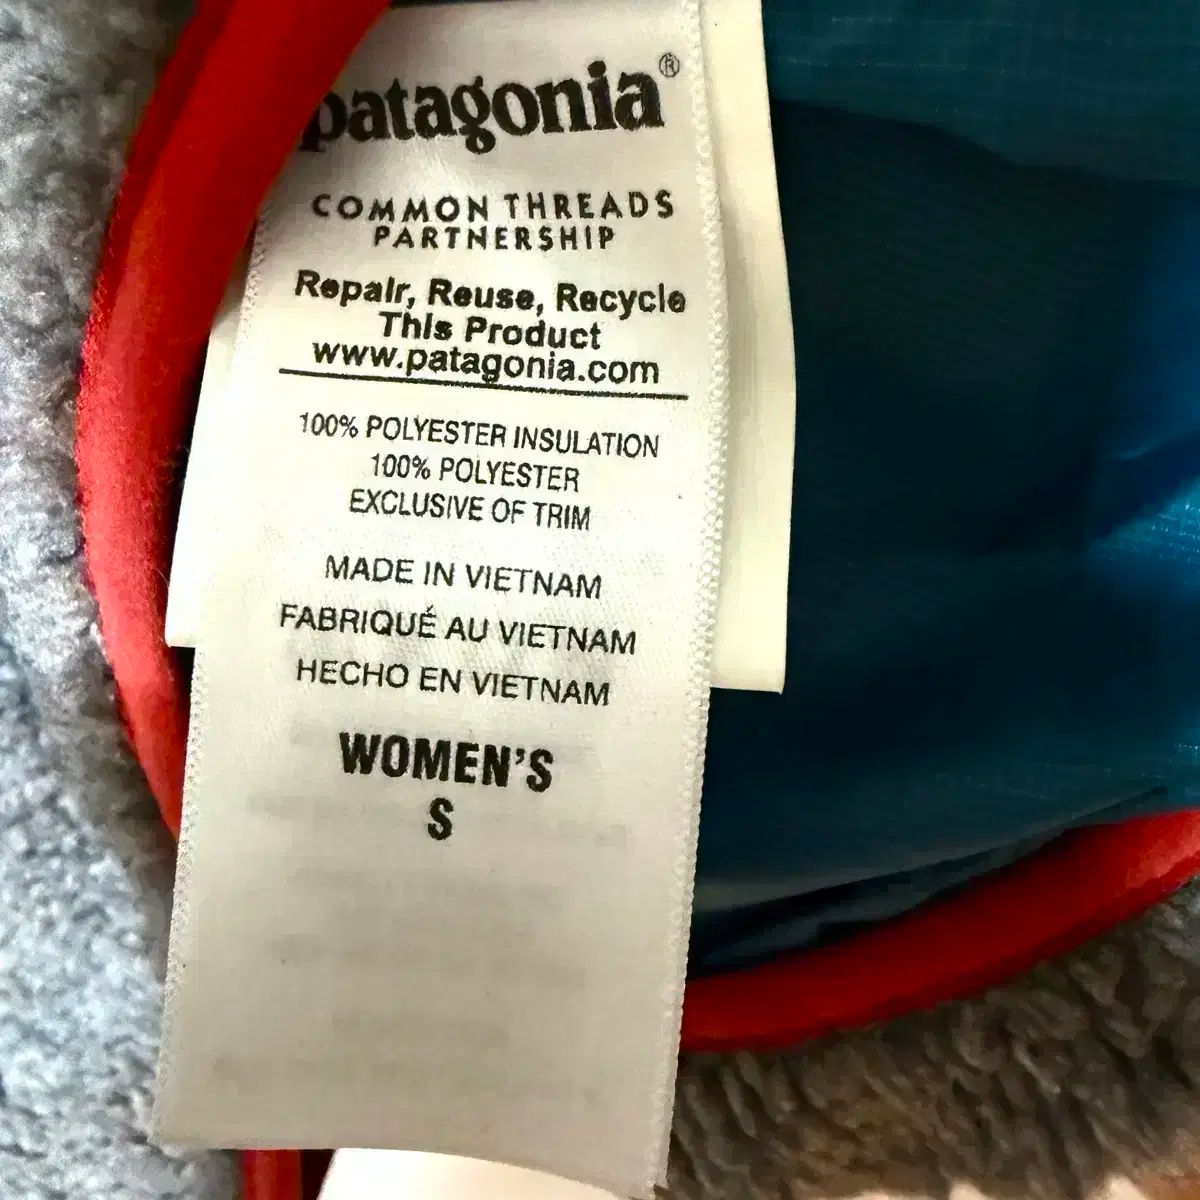 patagonia®
COMMON THREADS
PARTNERSHIP
Repair, Reuse, Recycle
This Product
www.patagonia.com
100% POLYESTER INSULATION
100% POLYESTER
EXCLUSIVE OF TRIM
MADE IN VIETNAM
FABRIQUÉ AU VIETNAM
HECHO EN VIETNAM
WOMEN'S
S